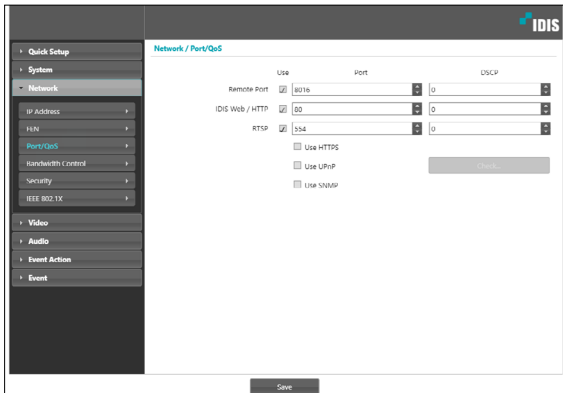 IDIS
Quick Setup
System
Network
IP Address
FEN
Port/QoS
Bandwidth Control
Security
IEEE 802.1X
Video
Audio
Event Action
Event
Network / Port/QoS
Use Port DSCP
Remote Port 8016 0
IDIS Web / HTTP 80 0
RTSP 554 0
Use HTTPS
Use UPnP Check...
Use SNMP
Save